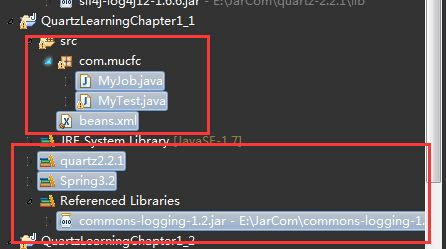 slf4j-log4j12-1.6.6.jar - E:\JarCom\quartz-2.2.1\lib
QuartzLearningChapter1_1
src
com.mucfc
MyJob.java
MyTest.java
beans.xml
JRE System Library [JavaSE-1.7]
quartz2.2.1
Spring3.2
Referenced Libraries
commons-logging-1.2.jar - E:\JarCom\commons-logging-1.
QuartzLearningChapter1_2